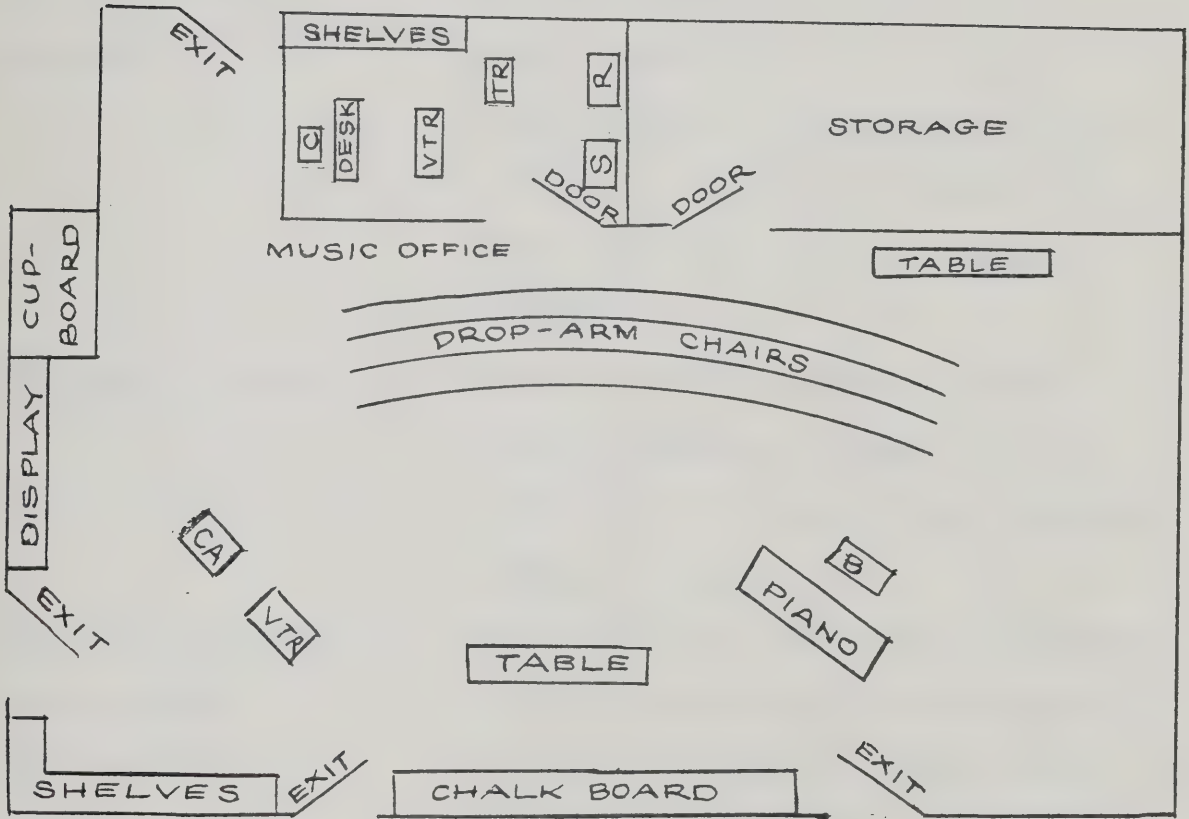 EXIT
SHELVES
TR
R
C
DESK
VTR
S
STORAGE
DOOR
DOOR
MUSIC OFFICE
TABLE
CUP-
BOARD
DROP-ARM CHAIRS
DISPLAY
CA
B
PIANO
EXIT
VTR
TABLE
EXIT
EXIT
SHELVES
CHALK BOARD